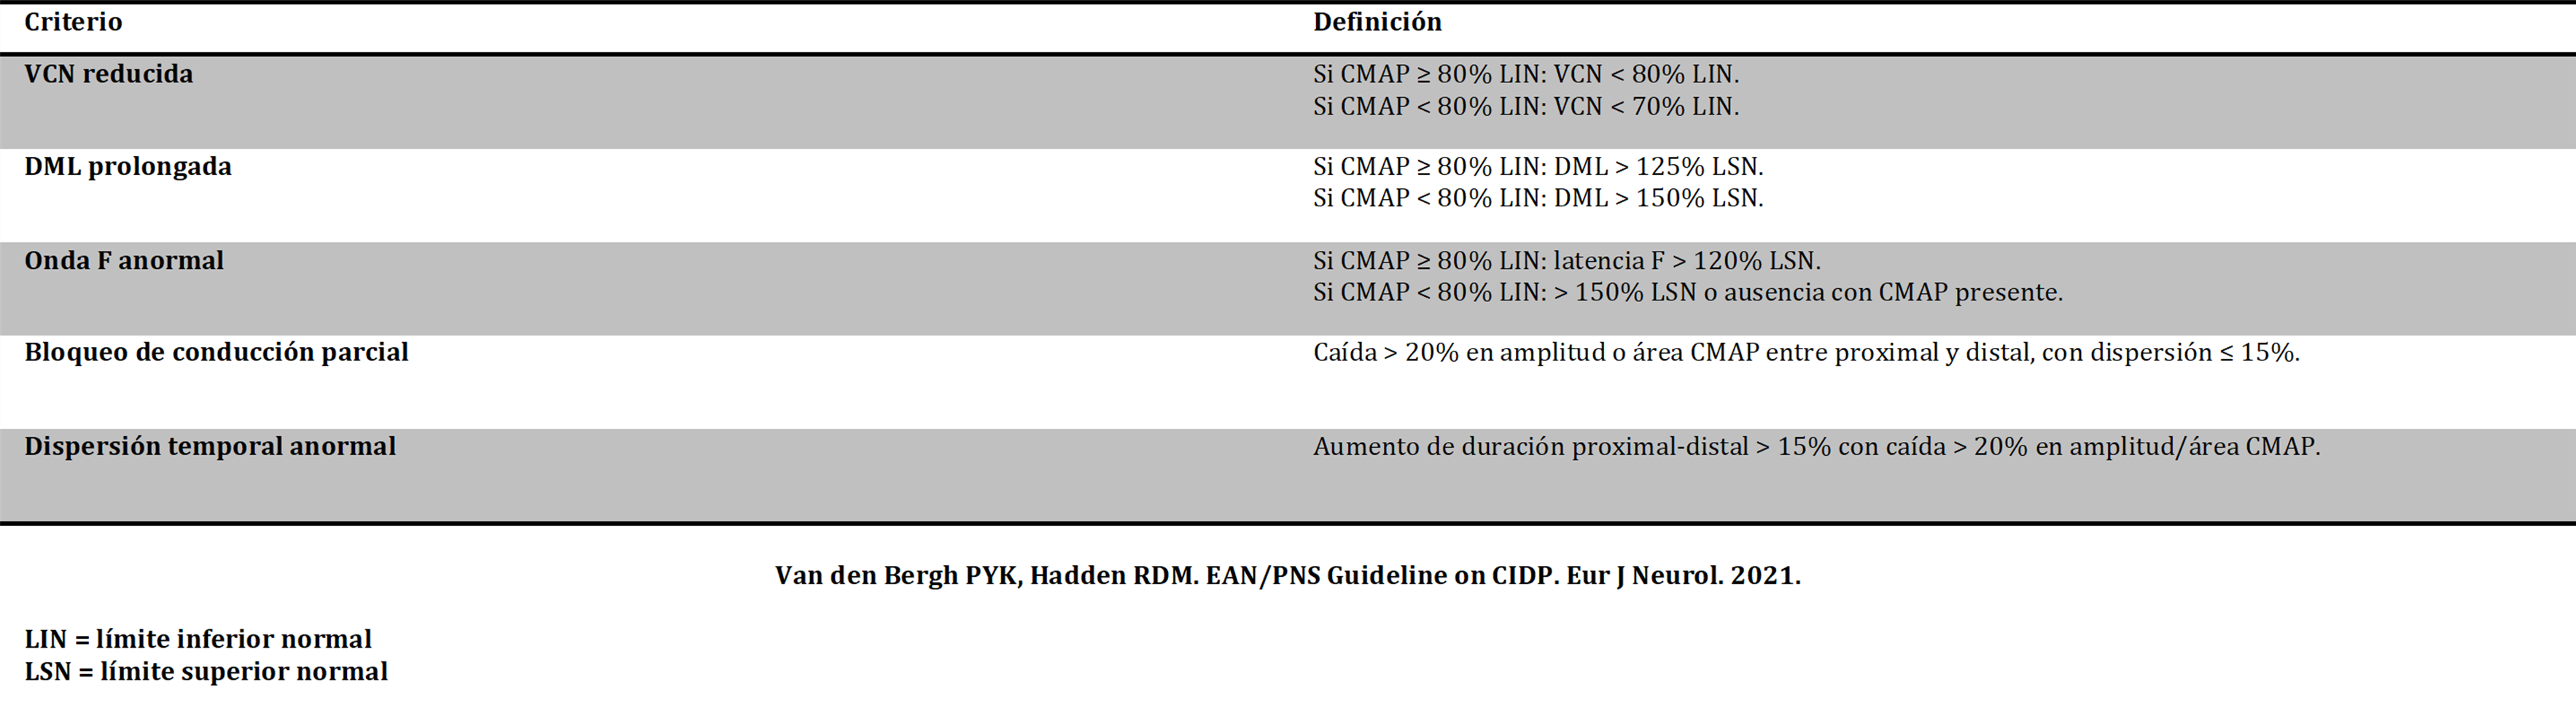 Criterio Definición
VCN reducida Si CMAP ≥ 80% LIN: VCN < 80% LIN.
Si CMAP < 80% LIN: VCN < 70% LIN.
DML prolongada Si CMAP ≥ 80% LIN: DML > 125% LSN.
Si CMAP < 80% LIN: DML > 150% LSN.
Onda F anormal Si CMAP ≥ 80% LIN: latencia F > 120% LSN.
Si CMAP < 80% LIN: > 150% LSN o ausencia con CMAP presente.
Bloqueo de conducción parcial Caída > 20% en amplitud o área CMAP entre proximal y distal, con dispersión ≤ 15%.
Dispersión temporal anormal Aumento de duración proximal-distal > 15% con caída > 20% en amplitud/área CMAP.
Van den Bergh PYK, Hadden RDM. EAN/PNS Guideline on CIDP. Eur J Neurol. 2021.
LIN = límite inferior normal
LSN = límite superior normal